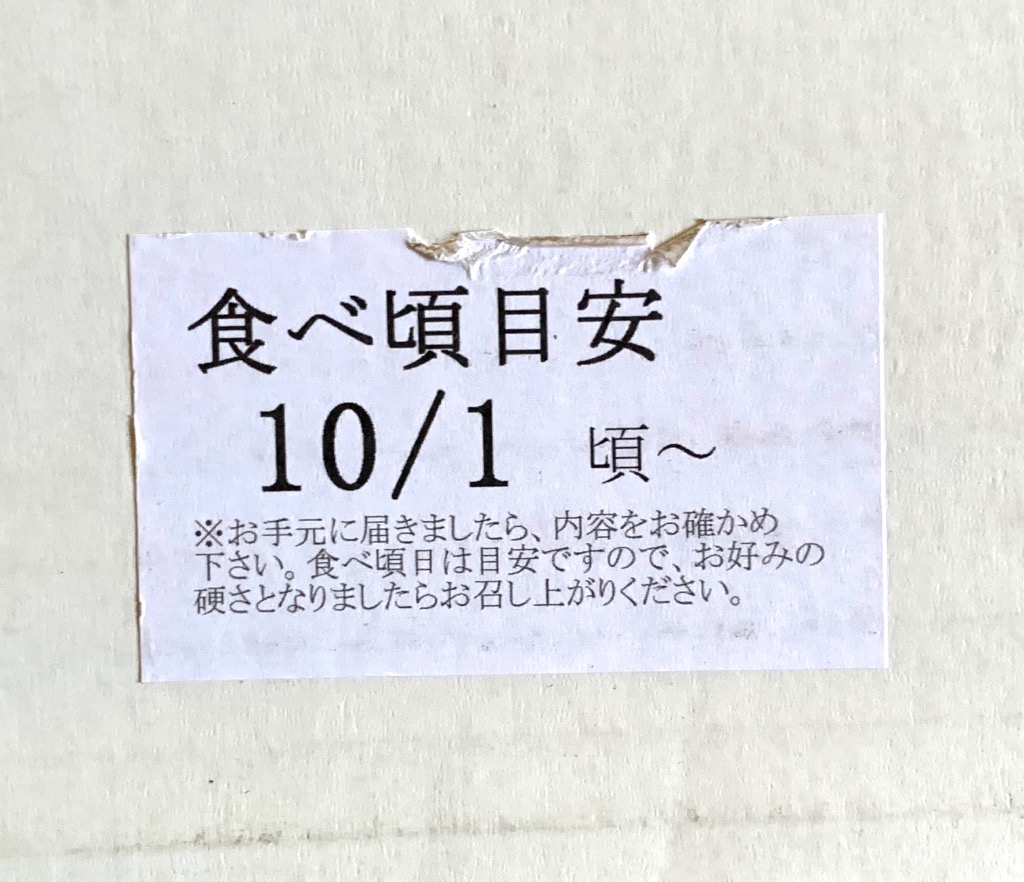 食べ頃目安
10/1 頃～
※お手元に届きましたら、内容をお確かめ
下さい。食べ頃日は目安ですので、お好みの
硬さとなりましたらお召し上がりください。